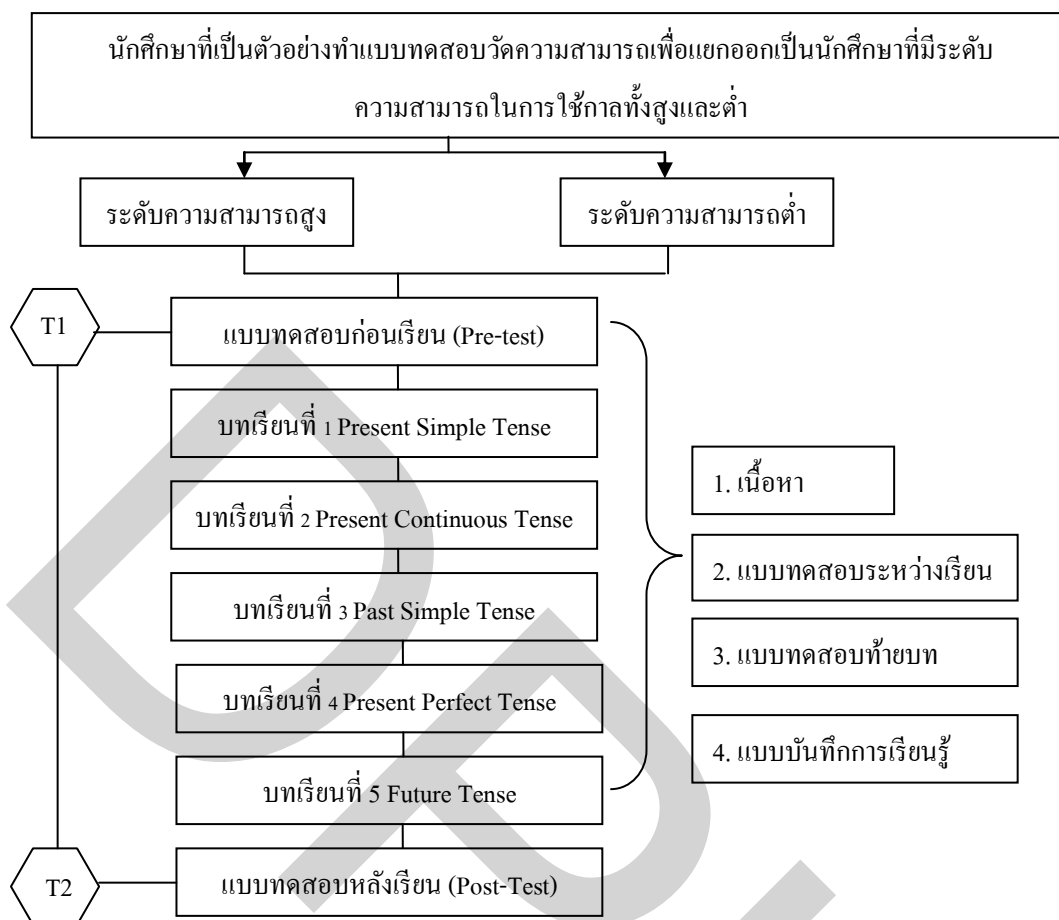 นักศึกษาที่เป็นตัวอย่างทำแบบทดสอบวัดความสามารถเพื่อแยกออกเป็นนักศึกษาที่มีระดับ
ความสามารถในการใช้กาลทั้งสูงและต่ำ
ระดับความสามารถสูง
ระดับความสามารถต่ำ
T1
แบบทดสอบก่อนเรียน (Pre-test)
บทเรียนที่ 1 Present Simple Tense
บทเรียนที่ 2 Present Continuous Tense
บทเรียนที่ 3 Past Simple Tense
บทเรียนที่ 4 Present Perfect Tense
บทเรียนที่ 5 Future Tense
1. เนื้อหา
2. แบบทดสอบระหว่างเรียน
3. แบบทดสอบท้ายบท
4. แบบบันทึกการเรียนรู้
T2
แบบทดสอบหลังเรียน (Post-Test)